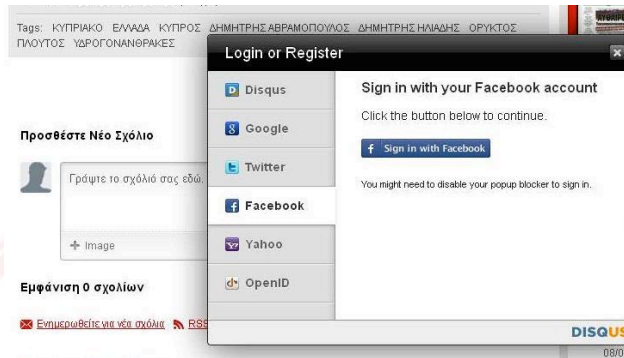 Tags: ΚΥΠΡΙΑΚΟ ΕΛΛΑΔΑ ΚΥΠΡΟΣ ΔΗΜΗΤΡΗΣ ΑΒΡΑΜΟΠΟΥΛΟΣ ΔΗΜΗΤΡΗΣ ΗΛΙΑΔΗΣ ΟΡΥΚΤΟΣ
ΠΛΟΥΤΟΣ ΥΔΡΟΓΟΝΑΝΘΡΑΚΕΣ
Login or Register
Disqus
Google
Twitter
Facebook
Yahoo
OpenID
Sign in with your Facebook account
Click the button below to continue.
Sign in with Facebook
You might need to disable your popup blocker to sign in.
DISQUS
Προσθέστε Νέο Σχόλιο
Γράψτε το σχόλιό σας εδώ.
+ Image
Εμφάνιση 0 σχολίων
Ενημερωθείτε για νέα σχόλια RSS
08/0